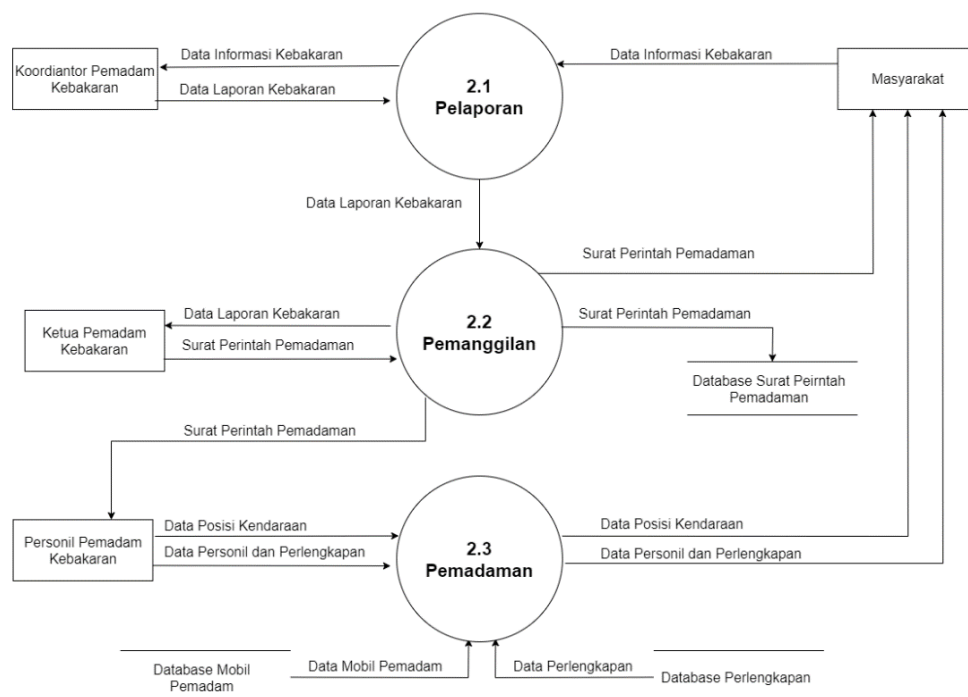 Data Informasi Kebakaran
Data Informasi Kebakaran
Koordiantor Pemadam
Kebakaran
2.1
Pelaporan
Masyarakat
Data Laporan Kebakaran
Data Laporan Kebakaran
Surat Perintah Pemadaman
Data Laporan Kebakaran
Surat Perintah Pemadaman
Ketua Pemadam
Kebakaran
2.2
Pemanggilan
Surat Perintah Pemadaman
Database Surat Peirntah
Pemadaman
Surat Perintah Pemadaman
Data Posisi Kendaraan
Data Posisi Kendaraan
Personil Pemadam
Kebakaran
2.3
Pemadaman
Data Personil dan Perlengkapan
Data Personil dan Perlengkapan
Database Mobil
Pemadam
Data Mobil Pemadam
Data Perlengkapan
Database Perlengkapan